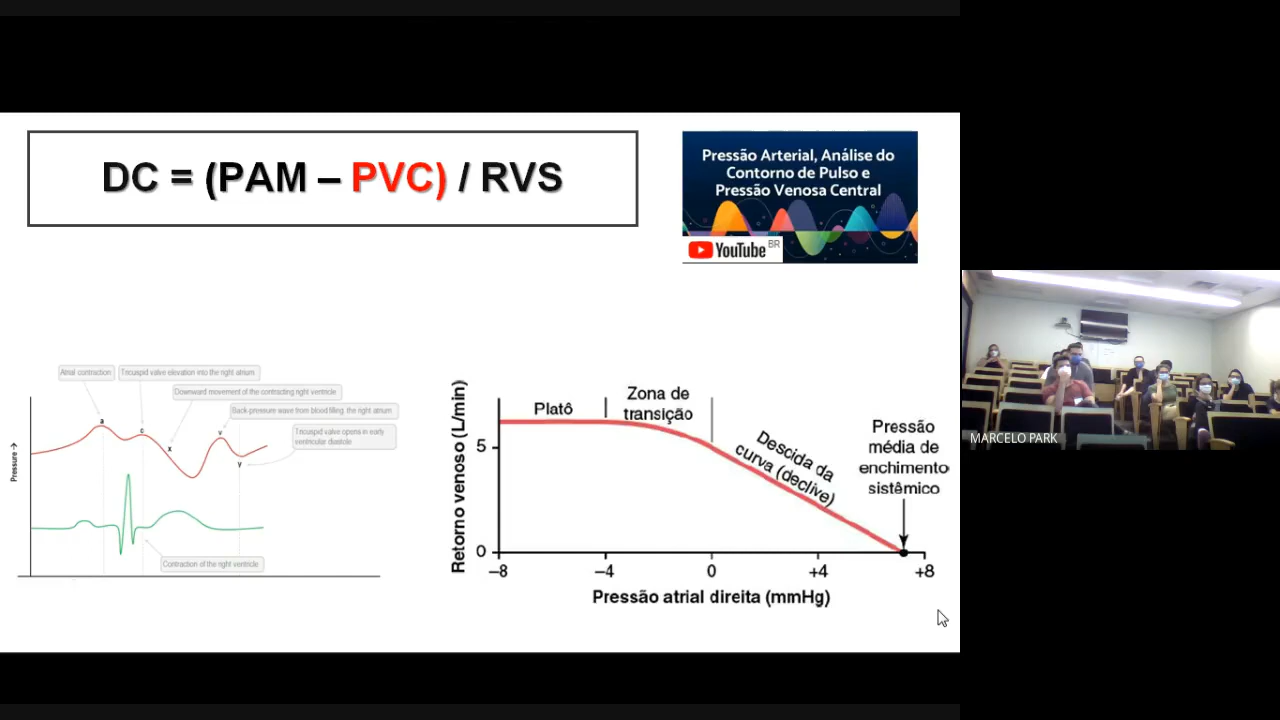 DC = (PAM – PVC) / RVS
Pressão Arterial, Análise do
Contorno de Pulso e
Pressão Venosa Central
YouTube BR
Atrial contraction
Tricuspid valve elevation into the right atrium
Downward movement of the contracting right ventricle
Back-pressure wave from blood filling the right atrium
Tricuspid valve opens in early
ventricular diastole
a
c
x
v
y
Pressure →
Contraction of the right ventricle
Retorno venoso (L/min)
Platô
Zona de
transição
Descida da
curva (declive)
Pressão
média de
enchimento
sistêmico
5
0
–8
–4
0
+4
+8
Pressão atrial direita (mmHg)
MARCELO PARK